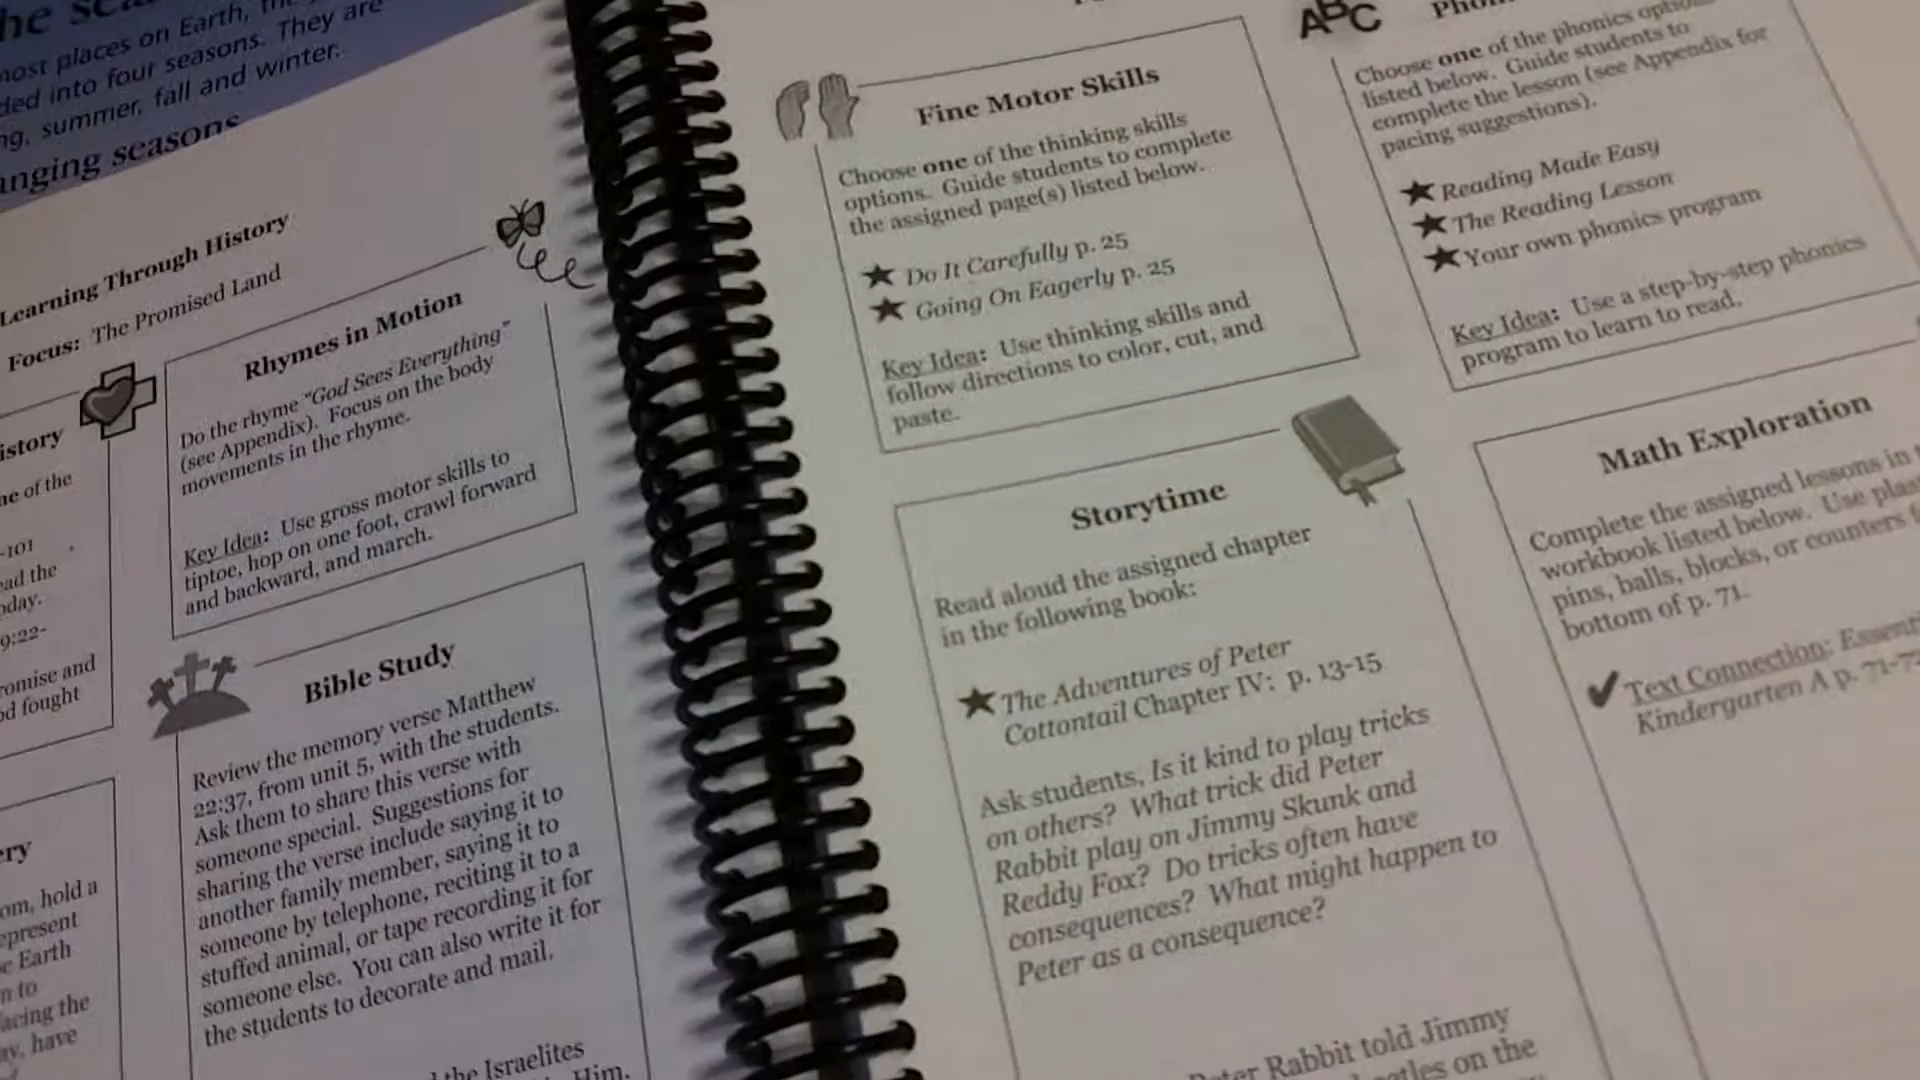 most places on Earth, the
ded into four seasons. They are
ng, summer, fall and winter.
anging seasons
Learning Through History
Focus: The Promised Land
istory
ne of the
-101
ead the
oday.
9:22-
romise and
od fought
ery
om, hold a
epresent
e Earth
n to
acing the
ay, have
Rhymes in Motion
Do the rhyme "God Sees Everything"
(see Appendix). Focus on the body
movements in the rhyme.
Key Idea: Use gross motor skills to
tiptoe, hop on one foot, crawl forward
and backward, and march.
Bible Study
Review the memory verse Matthew
22:37, from unit 5, with the students.
Ask them to share this verse with
someone special. Suggestions for
sharing the verse include saying it to
another family member, saying it to
someone by telephone, reciting it to a
stuffed animal, or tape recording it for
someone else. You can also write it for
the students to decorate and mail.
the Israelites
Him.
Fine Motor Skills
Choose one of the thinking skills
options. Guide students to complete
the assigned page(s) listed below.
Do It Carefully p. 25
Going On Eagerly p. 25
Key Idea: Use thinking skills and
follow directions to color, cut, and
paste.
Storytime
Read aloud the assigned chapter
in the following book:
The Adventures of Peter
Cottontail Chapter IV: p. 13-15
Ask students, Is it kind to play tricks
on others? What trick did Peter
Rabbit play on Jimmy Skunk and
Reddy Fox? Do tricks often have
consequences? What might happen to
Peter as a consequence?
Peter Rabbit told Jimmy
on the
ABC
Choose one of the phonics options
listed below. Guide students to
complete the lesson (see Appendix for
pacing suggestions).
Reading Made Easy
The Reading Lesson
Your own phonics program
Key Idea: Use a step-by-step phonics
program to learn to read.
Math Exploration
Complete the assigned lessons in
workbook listed below. Use
pins, balls, blocks, or counters
bottom of p. 71.
Text Connection:
Kindergarten A p. 71-